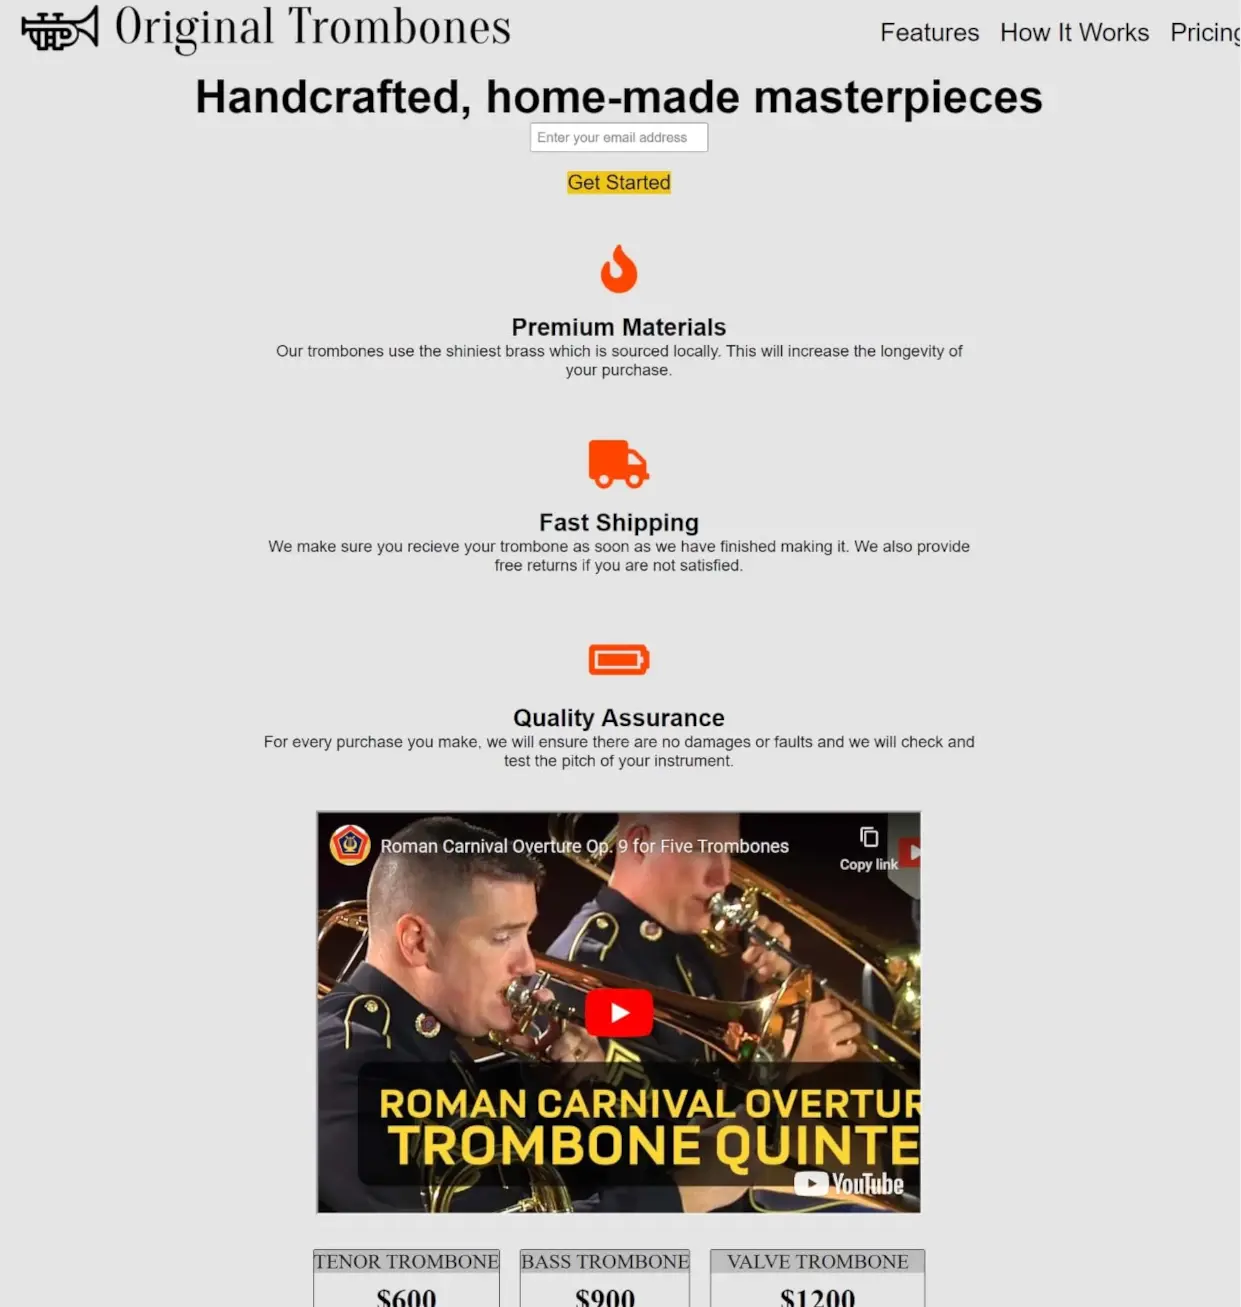 Original Trombones
Features How It Works Pricing
Handcrafted, home-made masterpieces
Enter your email address
Get Started
Premium Materials
Our trombones use the shiniest brass which is sourced locally. This will increase the longevity of
your purchase.
Fast Shipping
We make sure you recieve your trombone as soon as we have finished making it. We also provide
free returns if you are not satisfied.
Quality Assurance
For every purchase you make, we will ensure there are no damages or faults and we will check and
test the pitch of your instrument.
Roman Carnival Overture Op. 9 for Five Trombones
Copy link
ROMAN CARNIVAL OVERTUR
TROMBONE QUINTE
YouTube
TENOR TROMBONE BASS TROMBONE VALVE TROMBONE
$600 $900 $1200